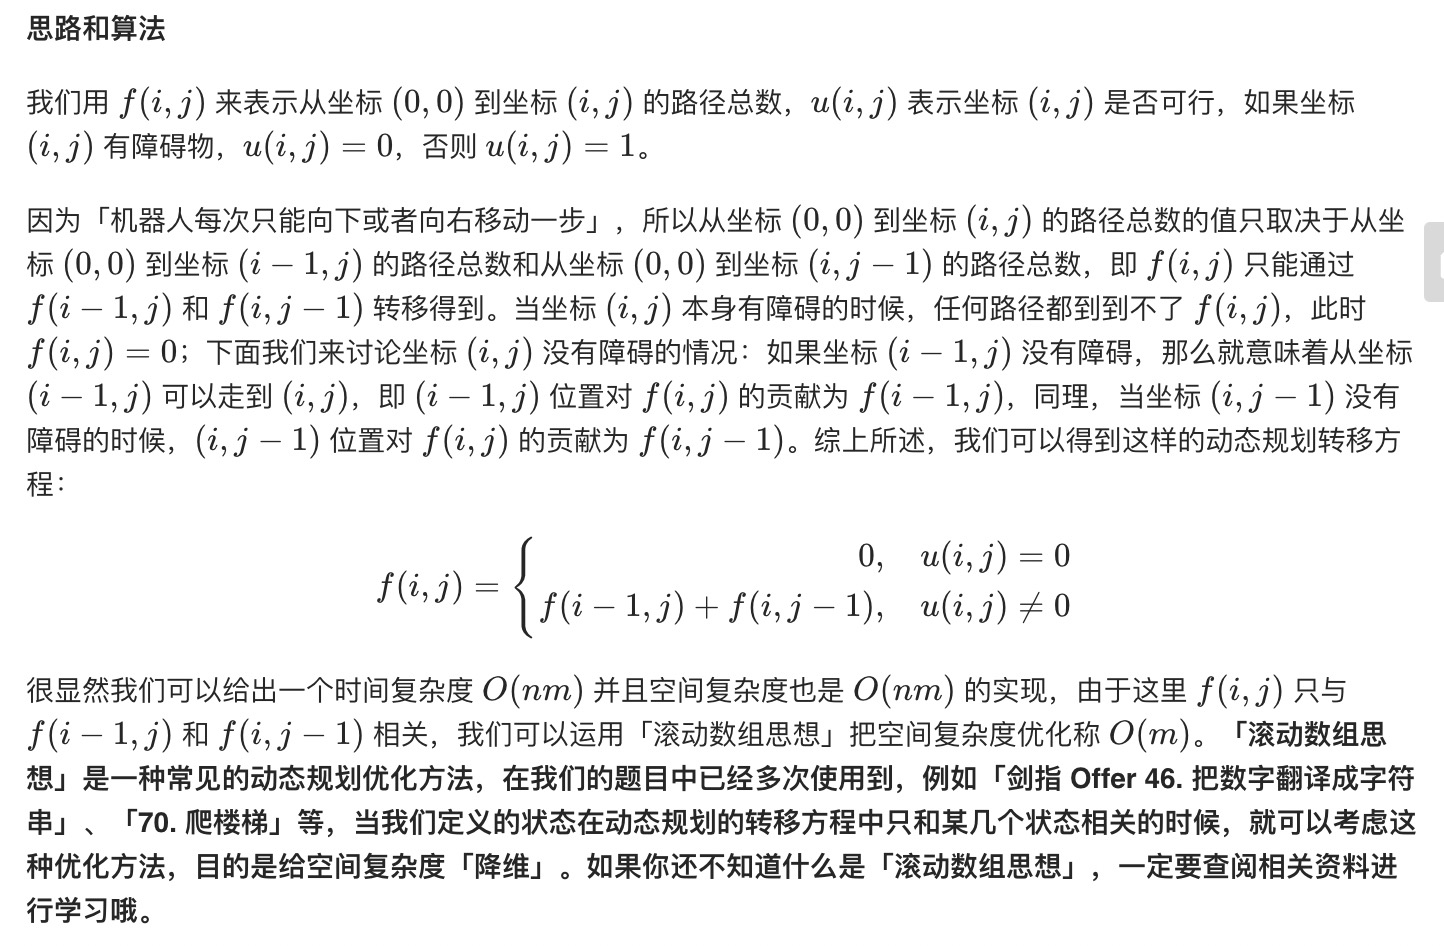 思路和算法
我们用 f(i, j) 来表示从坐标 (0, 0) 到坐标 (i, j) 的路径总数，u(i, j) 表示坐标 (i, j) 是否可行，如果坐标
(i, j) 有障碍物，u(i, j) = 0，否则 u(i, j) = 1。
因为「机器人每次只能向下或者向右移动一步」，所以从坐标 (0, 0) 到坐标 (i, j) 的路径总数的值只取决于从坐
标 (0, 0) 到坐标 (i − 1, j) 的路径总数和从坐标 (0, 0) 到坐标 (i, j − 1) 的路径总数，即 f(i, j) 只能通过
f(i − 1, j) 和 f(i, j − 1) 转移得到。当坐标 (i, j) 本身有障碍的时候，任何路径都到到不了 f(i, j)，此时
f(i, j) = 0；下面我们来讨论坐标 (i, j) 没有障碍的情况：如果坐标 (i − 1, j) 没有障碍，那么就意味着从坐标
(i − 1, j) 可以走到 (i, j)，即 (i − 1, j) 位置对 f(i, j) 的贡献为 f(i − 1, j)，同理，当坐标 (i, j − 1) 没有
障碍的时候，(i, j − 1) 位置对 f(i, j) 的贡献为 f(i, j − 1)。综上所述，我们可以得到这样的动态规划转移方
程：
0, u(i, j) = 0
f(i, j) = {
f(i − 1, j) + f(i, j − 1), u(i, j) ≠ 0
很显然我们可以给出一个时间复杂度 O(nm) 并且空间复杂度也是 O(nm) 的实现，由于这里 f(i, j) 只与
f(i − 1, j) 和 f(i, j − 1) 相关，我们可以运用「滚动数组思想」把空间复杂度优化称 O(m)。「滚动数组思
想」是一种常见的动态规划优化方法，在我们的题目中已经多次使用到，例如「剑指 Offer 46. 把数字翻译成字符
串」、「70. 爬楼梯」等，当我们定义的状态在动态规划的转移方程中只和某几个状态相关的时候，就可以考虑这
种优化方法，目的是给空间复杂度「降维」。如果你还不知道什么是「滚动数组思想」，一定要查阅相关资料进
行学习哦。